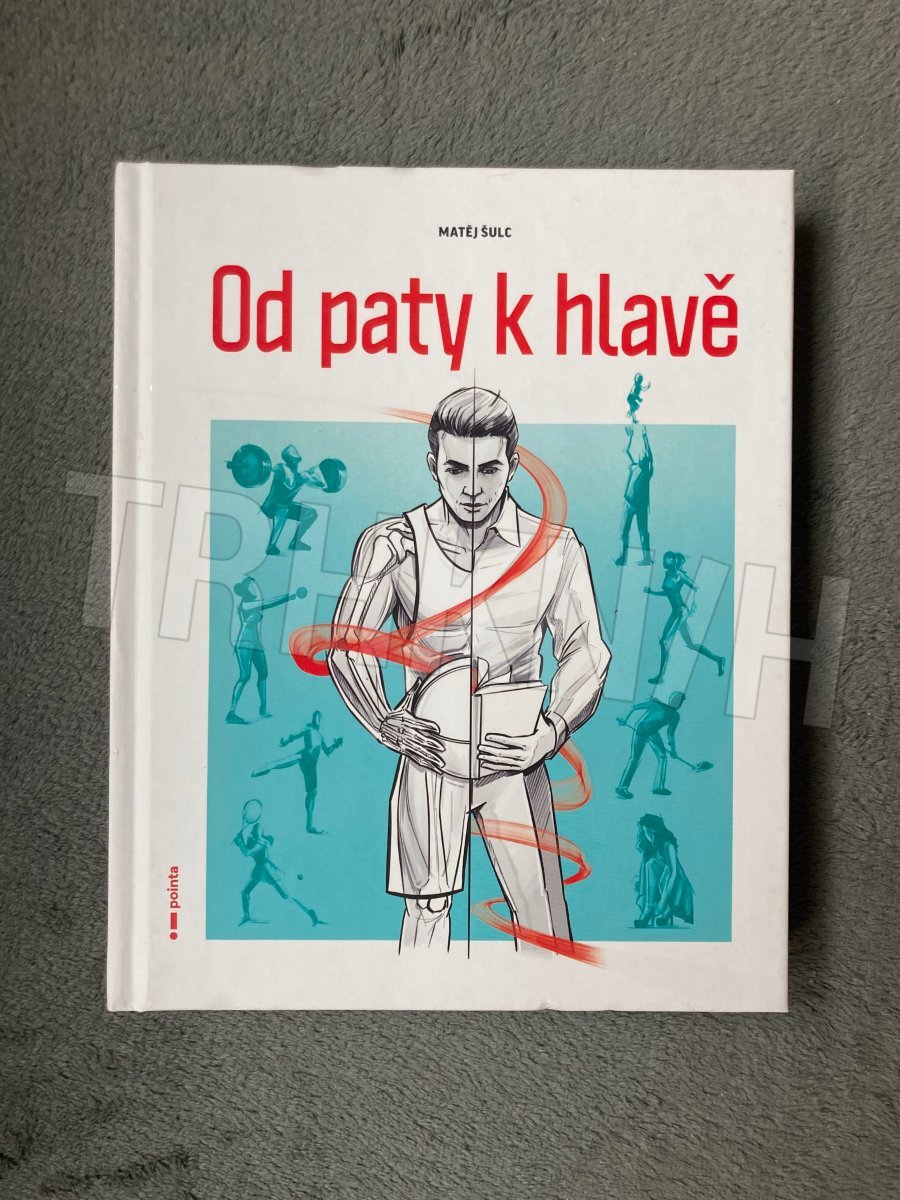 MATĚJ ŠULC
Od paty k hlavě
pointa